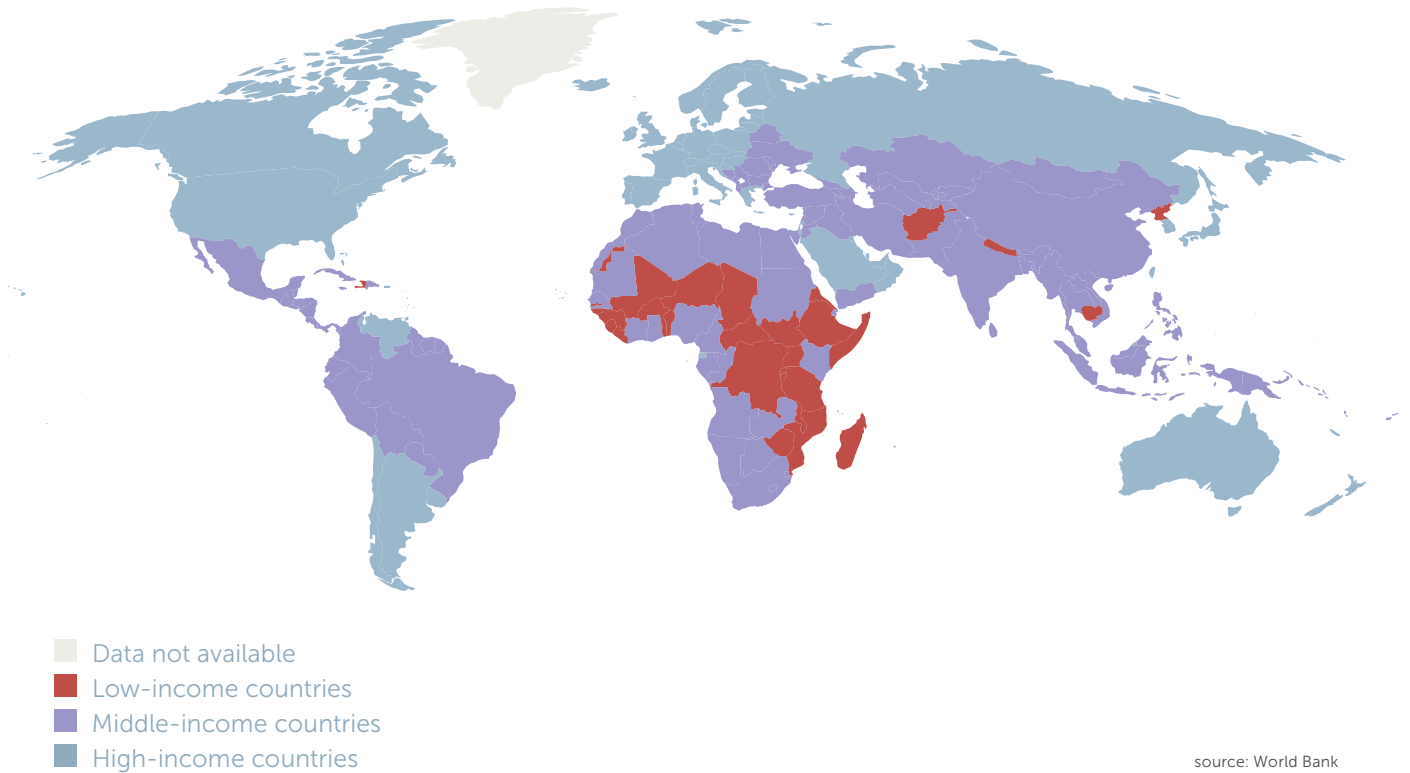 Data not available
Low-income countries
Middle-income countries
High-income countries
source: World Bank